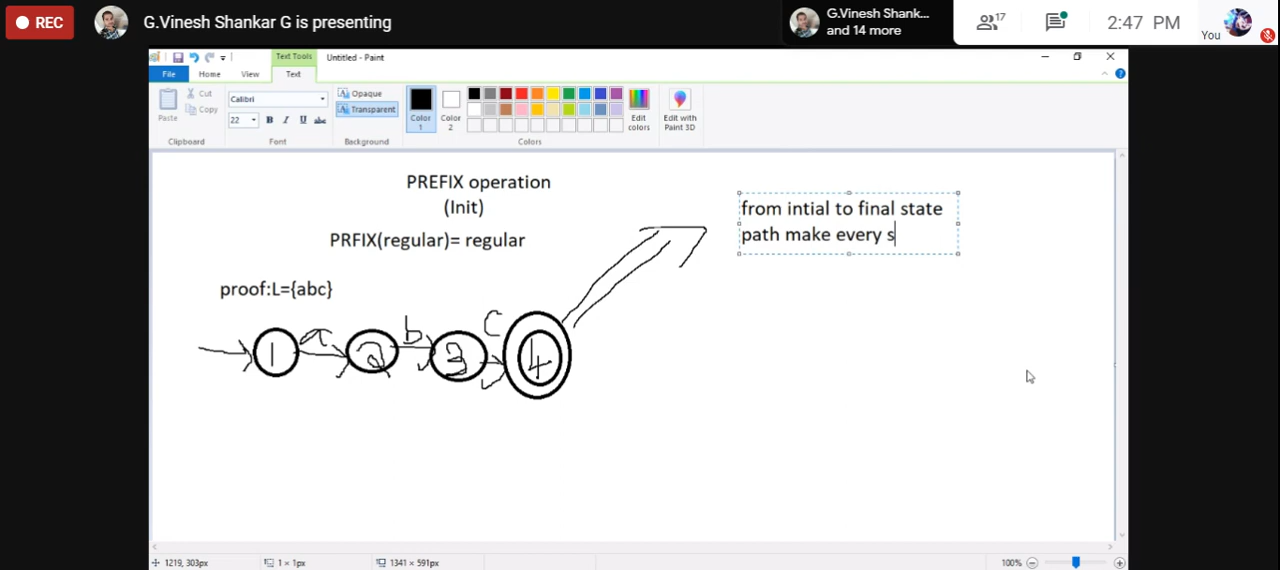 REC
G.Vinesh Shankar G is presenting
G.Vinesh Shank...
and 14 more
17
2:47 PM
You
Text Tools
Untitled - Paint
File
Home
View
Text
Cut
Copy
Paste
Clipboard
Calibri
22
B I U abc
Font
Opaque
Transparent
Background
Color
1
Color
2
Edit
colors
Edit with
Paint 3D
Colors
PREFIX operation
(Init)
PRFIX(regular)= regular
from intial to final state
path make every s
proof:L={abc}
1 a 2 b 3 C 4
1219, 303px
1 × 1px
1341 × 591px
100%